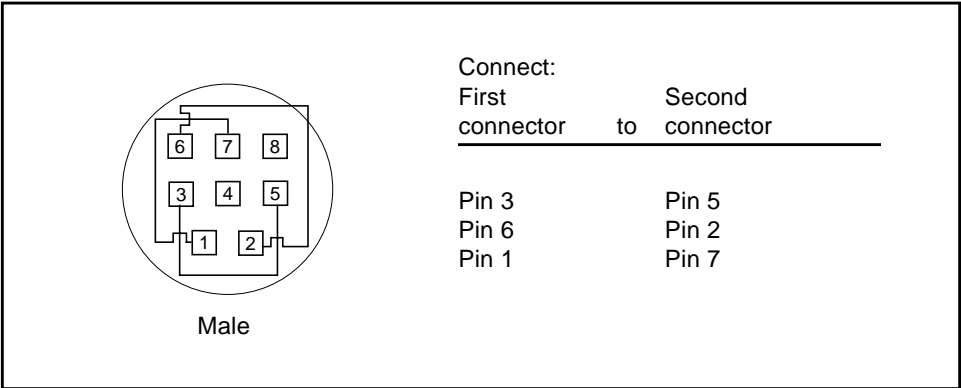 Connect:
First Second
connector to connector
6 7 8
3 4 5
1 2
Pin 3 Pin 5
Pin 6 Pin 2
Pin 1 Pin 7
Male